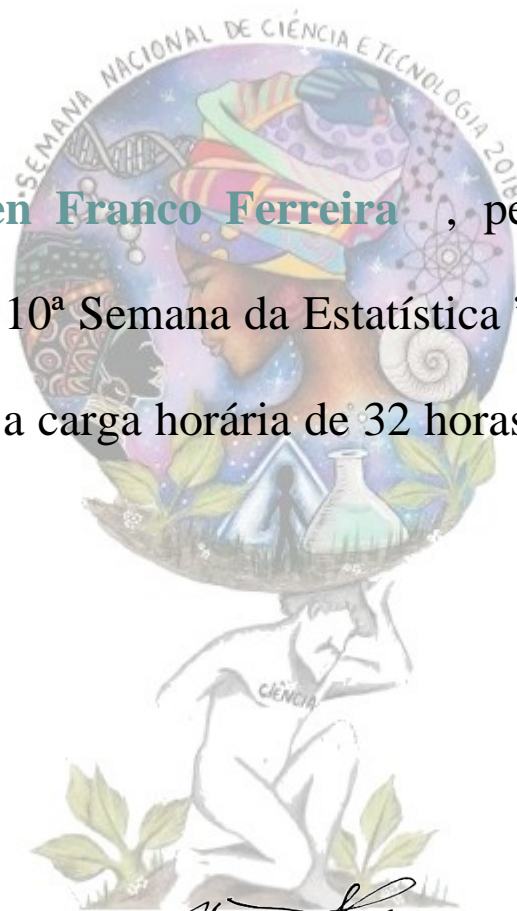 SEMANA NACIONAL DE CIÊNCIA E TECNOLOGIA 2018
en Franco Ferreira , pe
10ª Semana da Estatística "
a carga horária de 32 horas
CIÊNCIA